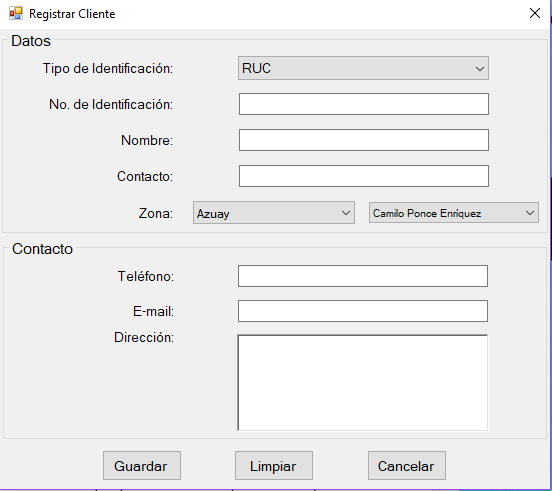 Registrar Cliente
Datos
Tipo de Identificación: RUC
No. de Identificación:
Nombre:
Contacto:
Zona: Azuay Camilo Ponce Enríquez
Contacto
Teléfono:
E-mail:
Dirección:
Guardar Limpiar Cancelar